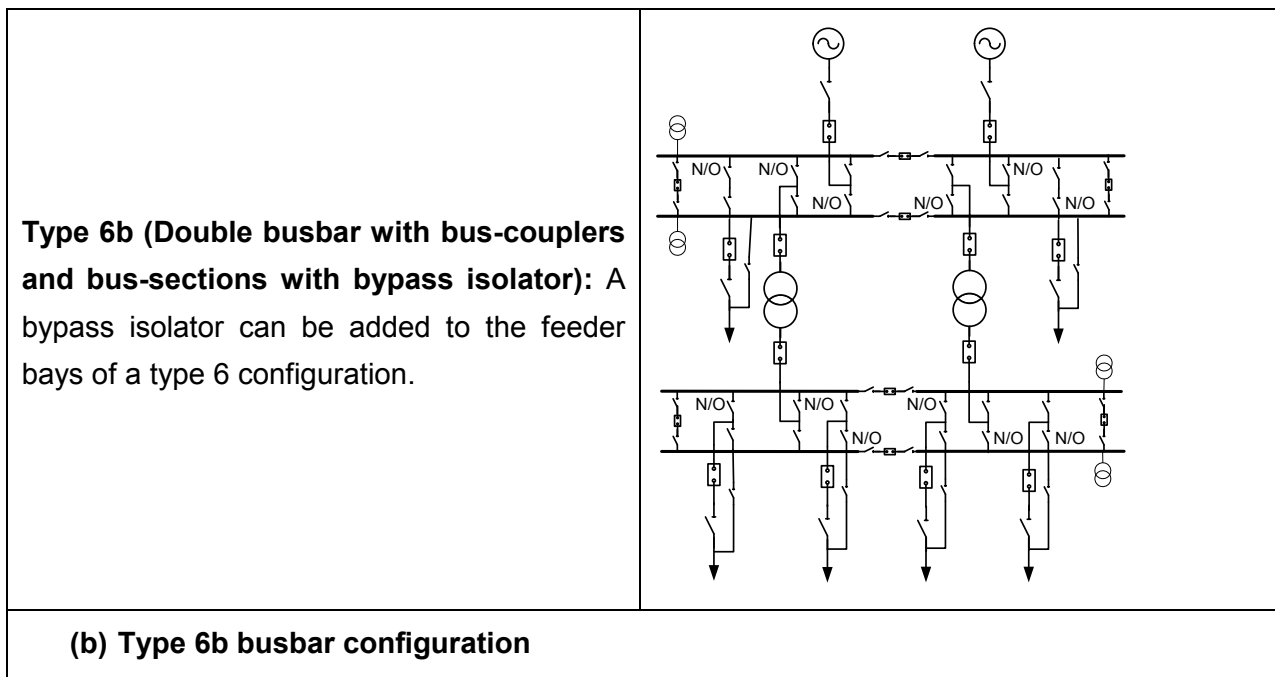 Type 6b (Double busbar with bus-couplers
and bus-sections with bypass isolator): A
bypass isolator can be added to the feeder
bays of a type 6 configuration.
N/O N/O N/O
N/O N/O N/O
N/O N/O N/O
N/O N/O N/O
(b) Type 6b busbar configuration